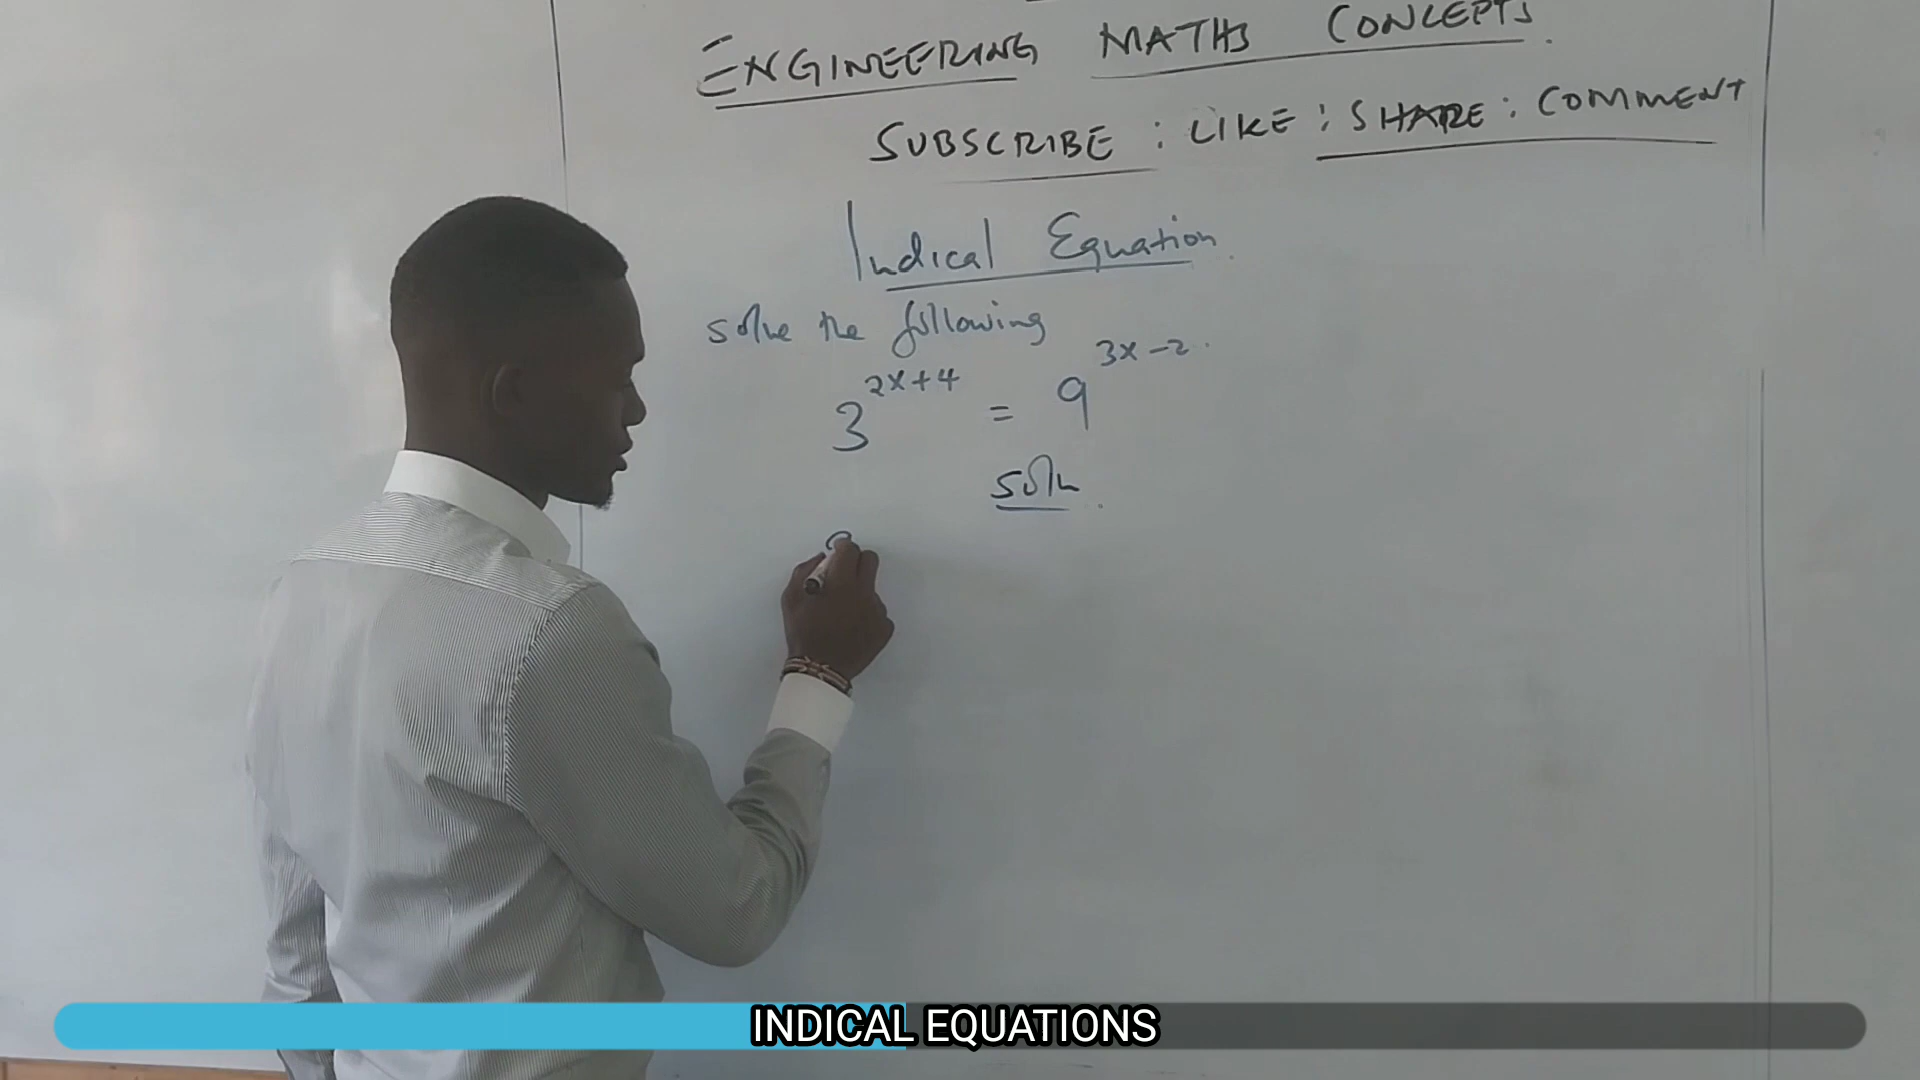 ENGINEERING MATHS CONCEPTS.
SUBSCRIBE : LIKE : SHARE : COMMENT
Indical Equation.
solve the following
3^{2x+4} = 9^{3x-2}.
soln.
INDICAL EQUATIONS